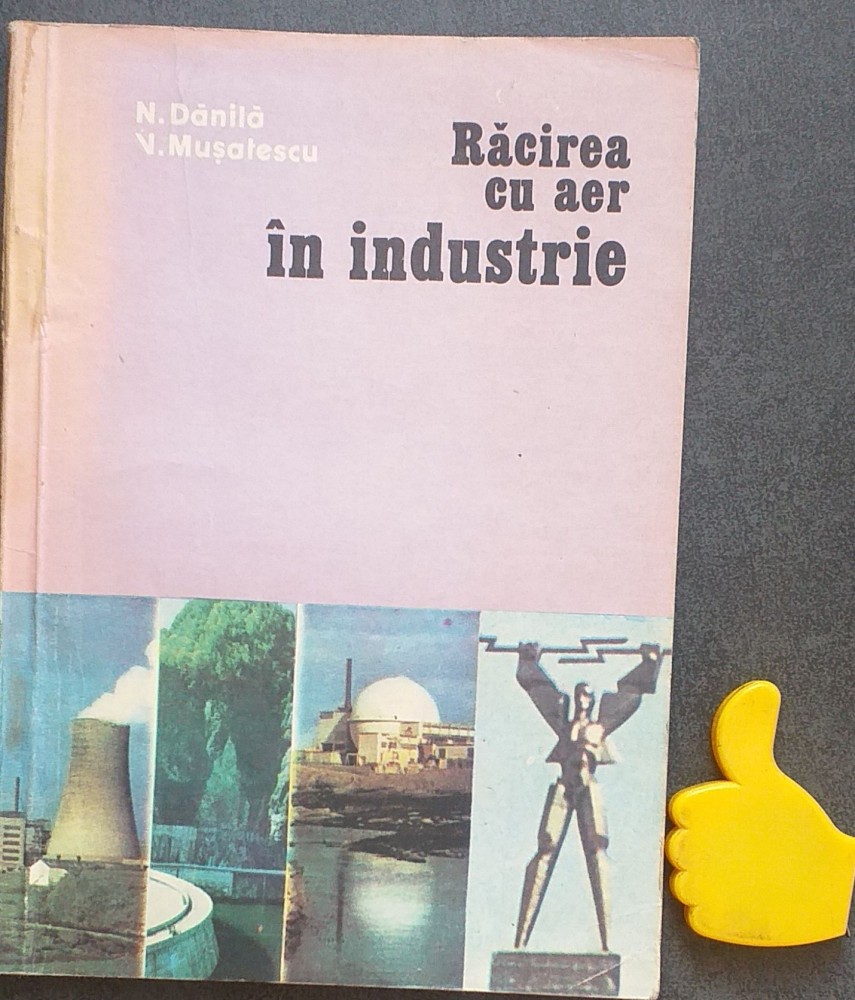 N. Dănilă
V. Mușatescu
Răcirea
cu aer
în industrie